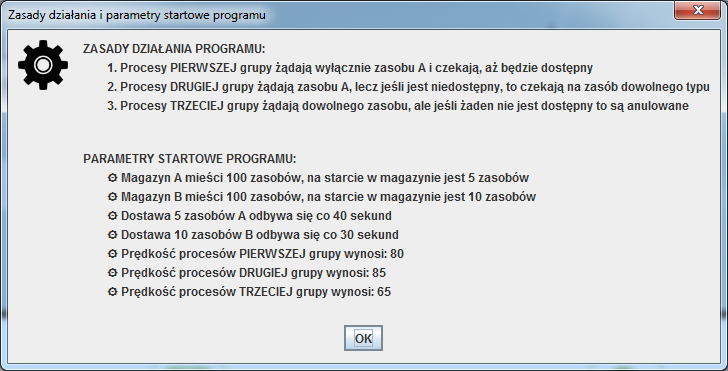 Zasady działania i parametry startowe programu
ZASADY DZIAŁANIA PROGRAMU:
1. Procesy PIERWSZEJ grupy żądają wyłącznie zasobu A i czekają, aż będzie dostępny
2. Procesy DRUGIEJ grupy żądają zasobu A, lecz jeśli jest niedostępny, to czekają na zasób dowolnego typu
3. Procesy TRZECIEJ grupy żądają dowolnego zasobu, ale jeśli żaden nie jest dostępny to są anulowane
PARAMETRY STARTOWE PROGRAMU:
Magazyn A mieści 100 zasobów, na starcie w magazynie jest 5 zasobów
Magazyn B mieści 100 zasobów, na starcie w magazynie jest 10 zasobów
Dostawa 5 zasobów A odbywa się co 40 sekund
Dostawa 10 zasobów B odbywa się co 30 sekund
Prędkość procesów PIERWSZEJ grupy wynosi: 80
Prędkość procesów DRUGIEJ grupy wynosi: 85
Prędkość procesów TRZECIEJ grupy wynosi: 65
OK